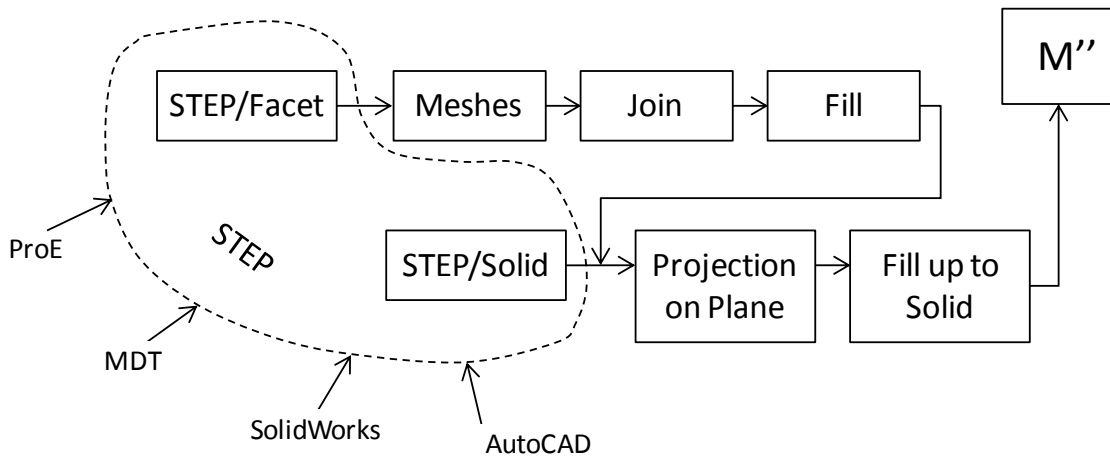 M’’
STEP/Facet
Meshes
Join
Fill
ProE
STEP
STEP/Solid
Projection
on Plane
Fill up to
Solid
MDT
SolidWorks
AutoCAD